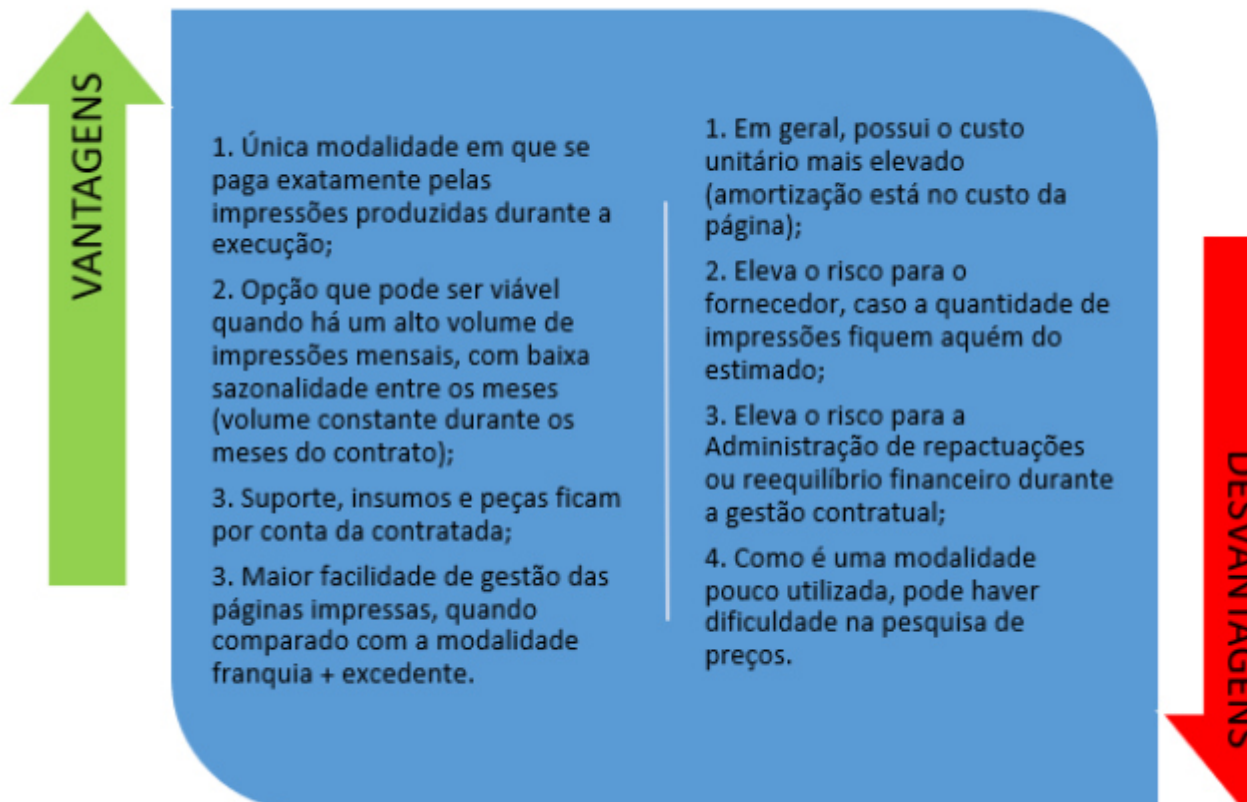 VANTAGENS
1. Única modalidade em que se
paga exatamente pelas
impressões produzidas durante a
execução;
2. Opção que pode ser viável
quando há um alto volume de
impressões mensais, com baixa
sazonalidade entre os meses
(volume constante durante os
meses do contrato);
3. Suporte, insumos e peças ficam
por conta da contratada;
3. Maior facilidade de gestão das
páginas impressas, quando
comparado com a modalidade
franquia + excedente.
1. Em geral, possui o custo
unitário mais elevado
(amortização está no custo da
página);
2. Eleva o risco para o
fornecedor, caso a quantidade de
impressões fiquem aquém do
estimado;
3. Eleva o risco para a
Administração de repactuações
ou reequilíbrio financeiro durante
a gestão contratual;
4. Como é uma modalidade
pouco utilizada, pode haver
dificuldade na pesquisa de
preços.
DESVANTAGENS